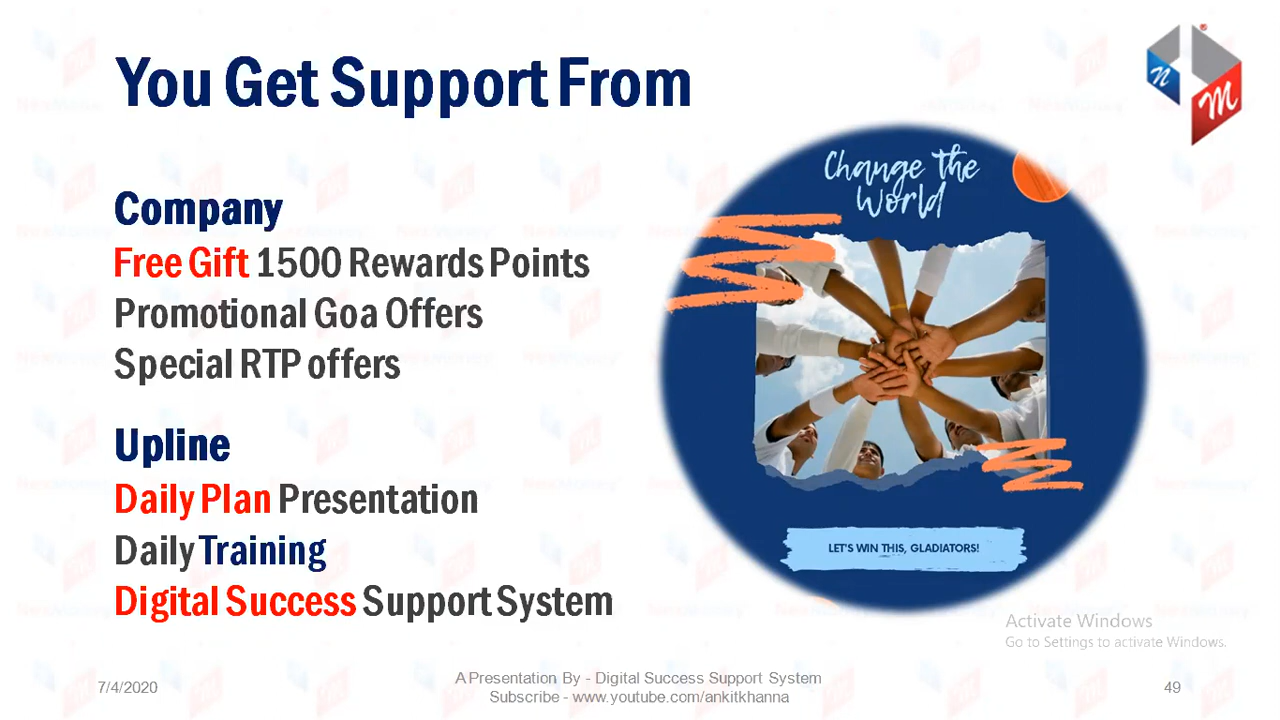 You Get Support From
Company
Free Gift 1500 Rewards Points
Promotional Goa Offers
Special RTP offers
Upline
Daily Plan Presentation
Daily Training
Digital Success Support System
n
M
®
Change the
World
LET'S WIN THIS, GLADIATORS!
Activate Windows
Go to Settings to activate Windows.
7/4/2020
A Presentation By - Digital Success Support System
Subscribe - www.youtube.com/ankitkhanna
49